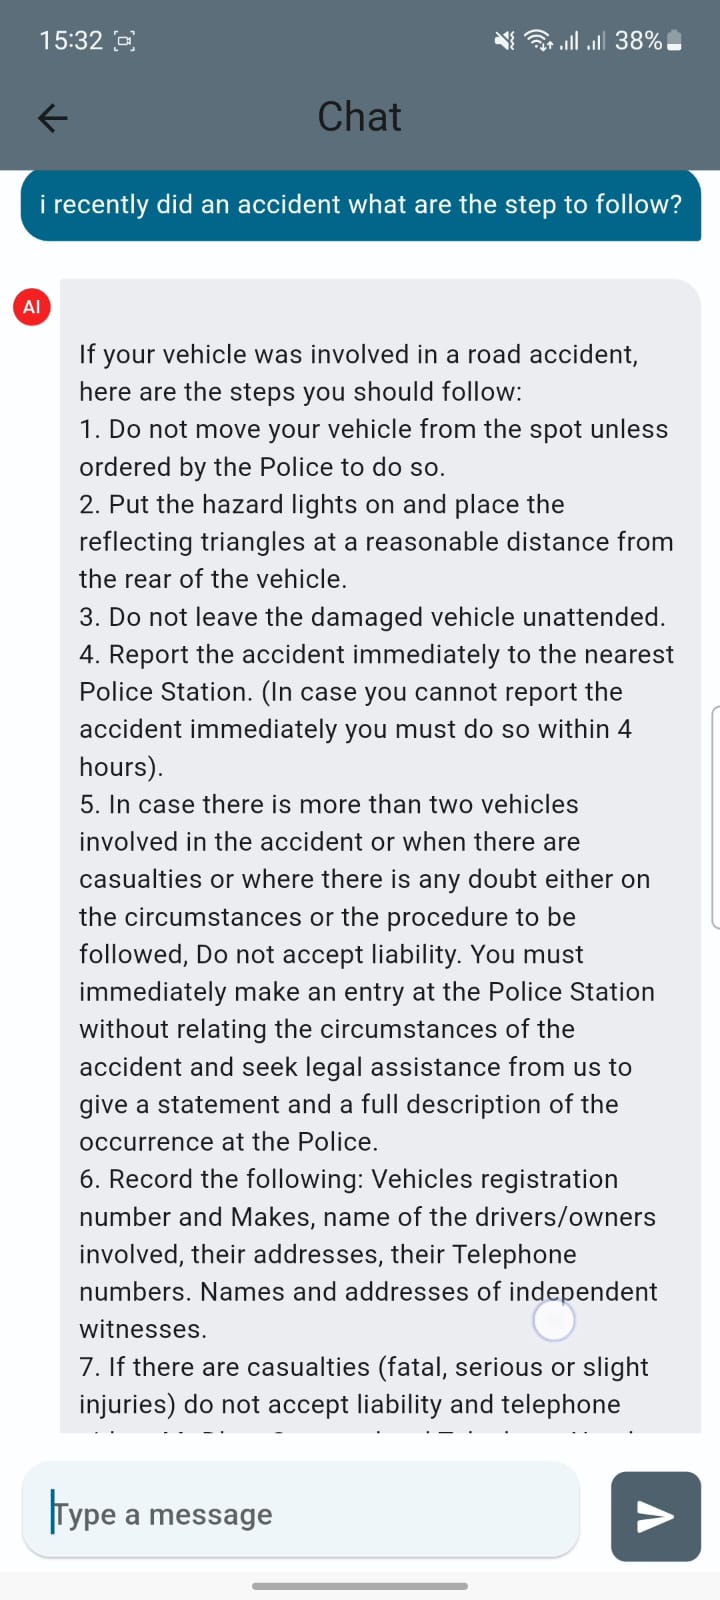 15:32
38%
Chat
i recently did an accident what are the step to follow?
AI
If your vehicle was involved in a road accident,
here are the steps you should follow:
1. Do not move your vehicle from the spot unless
ordered by the Police to do so.
2. Put the hazard lights on and place the
reflecting triangles at a reasonable distance from
the rear of the vehicle.
3. Do not leave the damaged vehicle unattended.
4. Report the accident immediately to the nearest
Police Station. (In case you cannot report the
accident immediately you must do so within 4
hours).
5. In case there is more than two vehicles
involved in the accident or when there are
casualties or where there is any doubt either on
the circumstances or the procedure to be
followed, Do not accept liability. You must
immediately make an entry at the Police Station
without relating the circumstances of the
accident and seek legal assistance from us to
give a statement and a full description of the
occurrence at the Police.
6. Record the following: Vehicles registration
number and Makes, name of the drivers/owners
involved, their addresses, their Telephone
numbers. Names and addresses of independent
witnesses.
7. If there are casualties (fatal, serious or slight
injuries) do not accept liability and telephone
Type a message